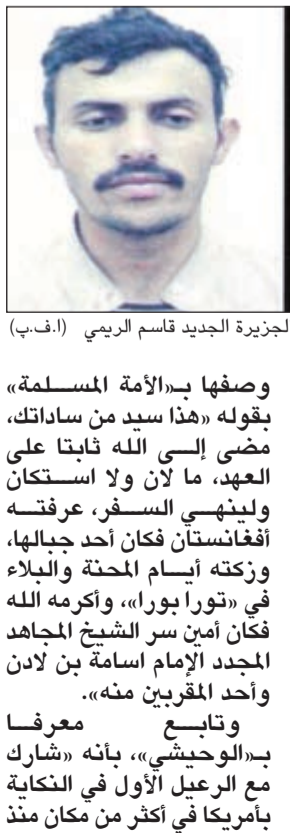 لجزيرة الجديد قاسم الريمي (ا.ف.پ)
وصفها بـ«الأمة المسلمة»
بقوله «هذا سيد من ساداتك،
مضى إلى الله ثابتا على
العهد، ما لان ولا استكان
ولينهي السفر، عرفته
أفغانستان فكان أحد جبالها،
وزكته أيام المحنة والبلاء
في «تورا بورا»، وأكرمه الله
فكان أمين سر الشيخ المجاهد
المجدد الإمام اسامة بن لادن
وأحد المقربين منه».
وتابع معرفا
بـ«الوحيشي»، بأنه «شارك
مع الرعيل الأول في النكاية
بأمريكا في أكثر من مكان منذ